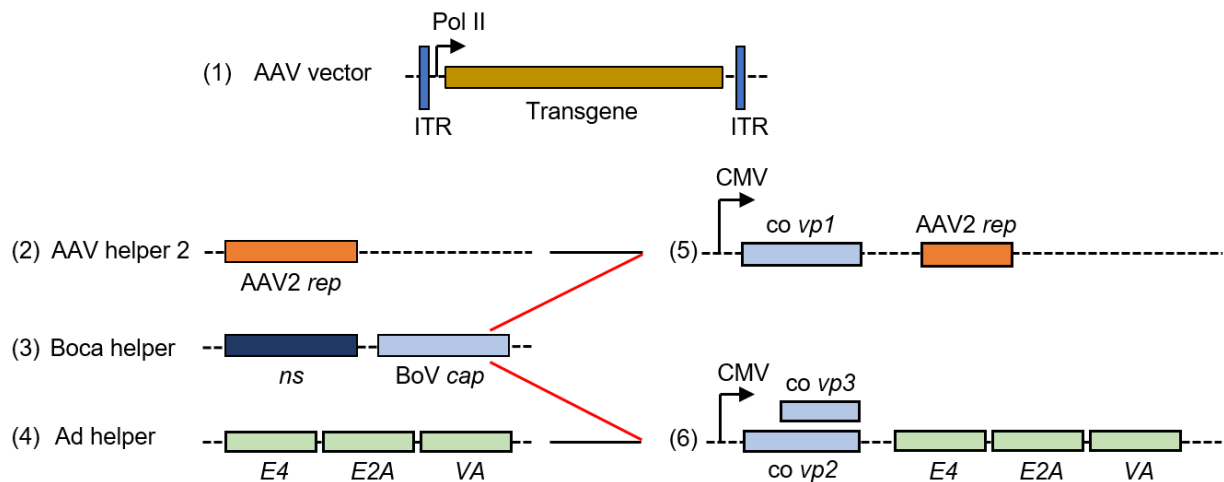 Pol II
(1) AAV vector
ITR
Transgene
ITR
CMV
co vp1
AAV2 rep
(2) AAV helper 2
(5)
AAV2 rep
(3) Boca helper
ns
BoV cap
CMV
co vp3
(4) Ad helper
(6)
E4
E2A
VA
co vp2
E4
E2A
VA